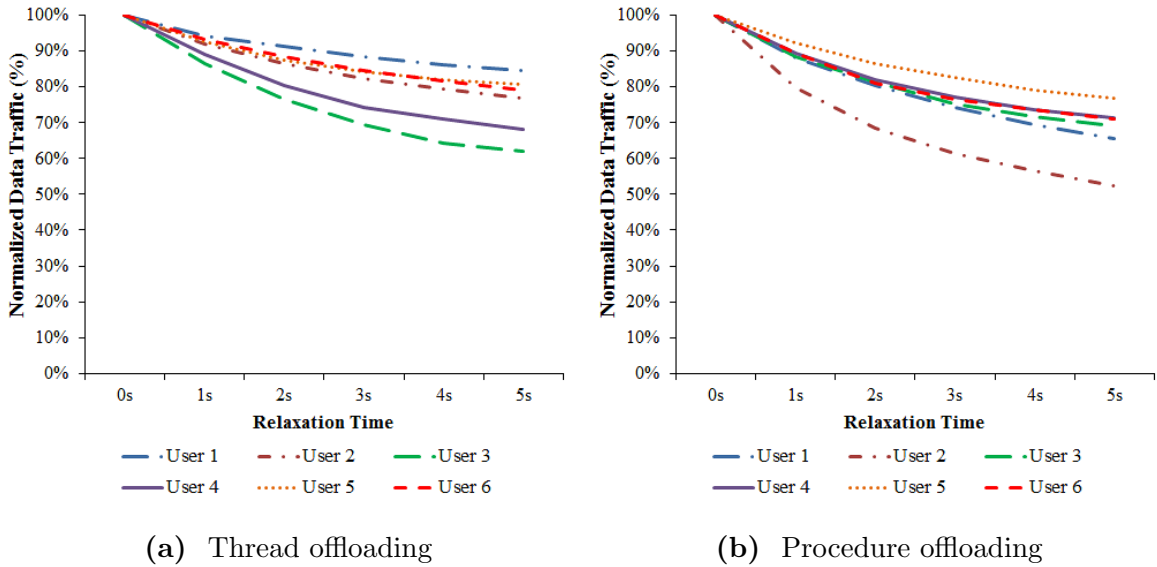 100%
90%
80%
70%
60%
50%
40%
30%
20%
10%
0%
Normalized Data Traffic (%)
0s 1s 2s 3s 4s 5s
Relaxation Time
User 1 User 2 User 3
User 4 User 5 User 6
(a) Thread offloading
100%
90%
80%
70%
60%
50%
40%
30%
20%
10%
0%
Normalized Data Traffic (%)
0s 1s 2s 3s 4s 5s
Relaxation Time
User 1 User 2 User 3
User 4 User 5 User 6
(b) Procedure offloading